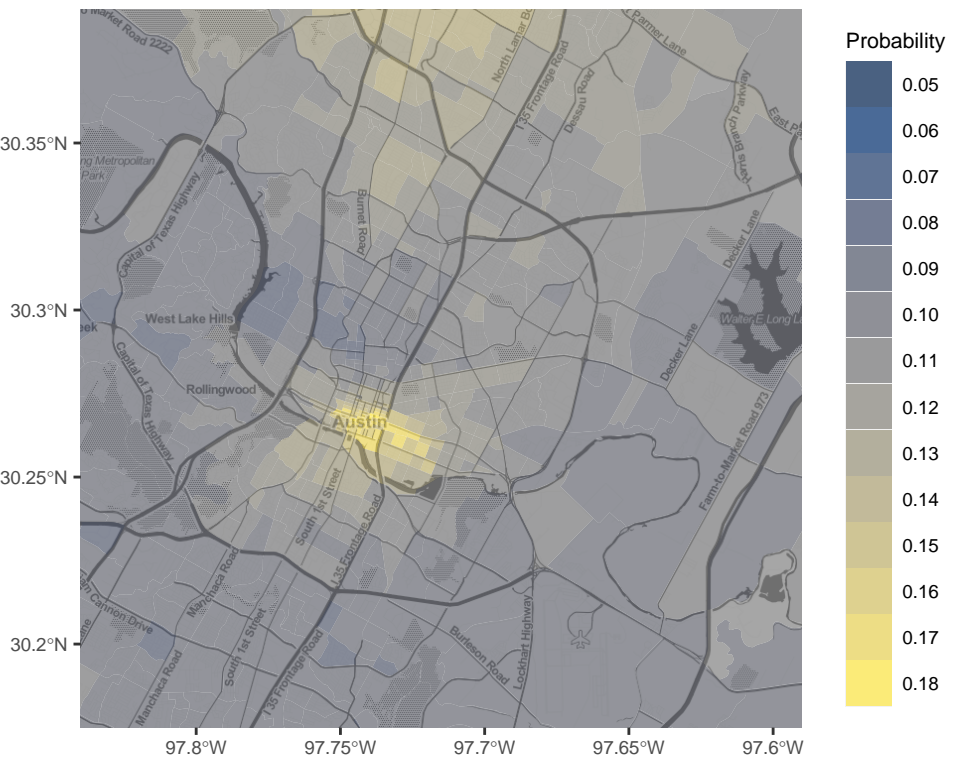 Probability
0.05
0.06
0.07
0.08
0.09
0.10
0.11
0.12
0.13
0.14
0.15
0.16
0.17
0.18
30.35°N
30.3°N
30.25°N
30.2°N
97.8°W
97.75°W
97.7°W
97.65°W
97.6°W
Market Road 2222
Parmer Lane
North Lamar
I 35 Frontage Road
Dessau Road
Harris Branch Parkway
East
Metropolitan
Park
Capital of Texas Highway
Burnet Road
Decker Lane
West Lake Hills
Walter E Long
Decker Lane
Capital of Texas Highway
Rollingwood
Austin
Farm-to-Market Road 973
South 1st Street
I 35 Frontage Road
Manchaca Road
Cannon Drive
South 1st Street
Manchaca Road
I 35 Frontage Road
Burleson Road
Lockhart Highway